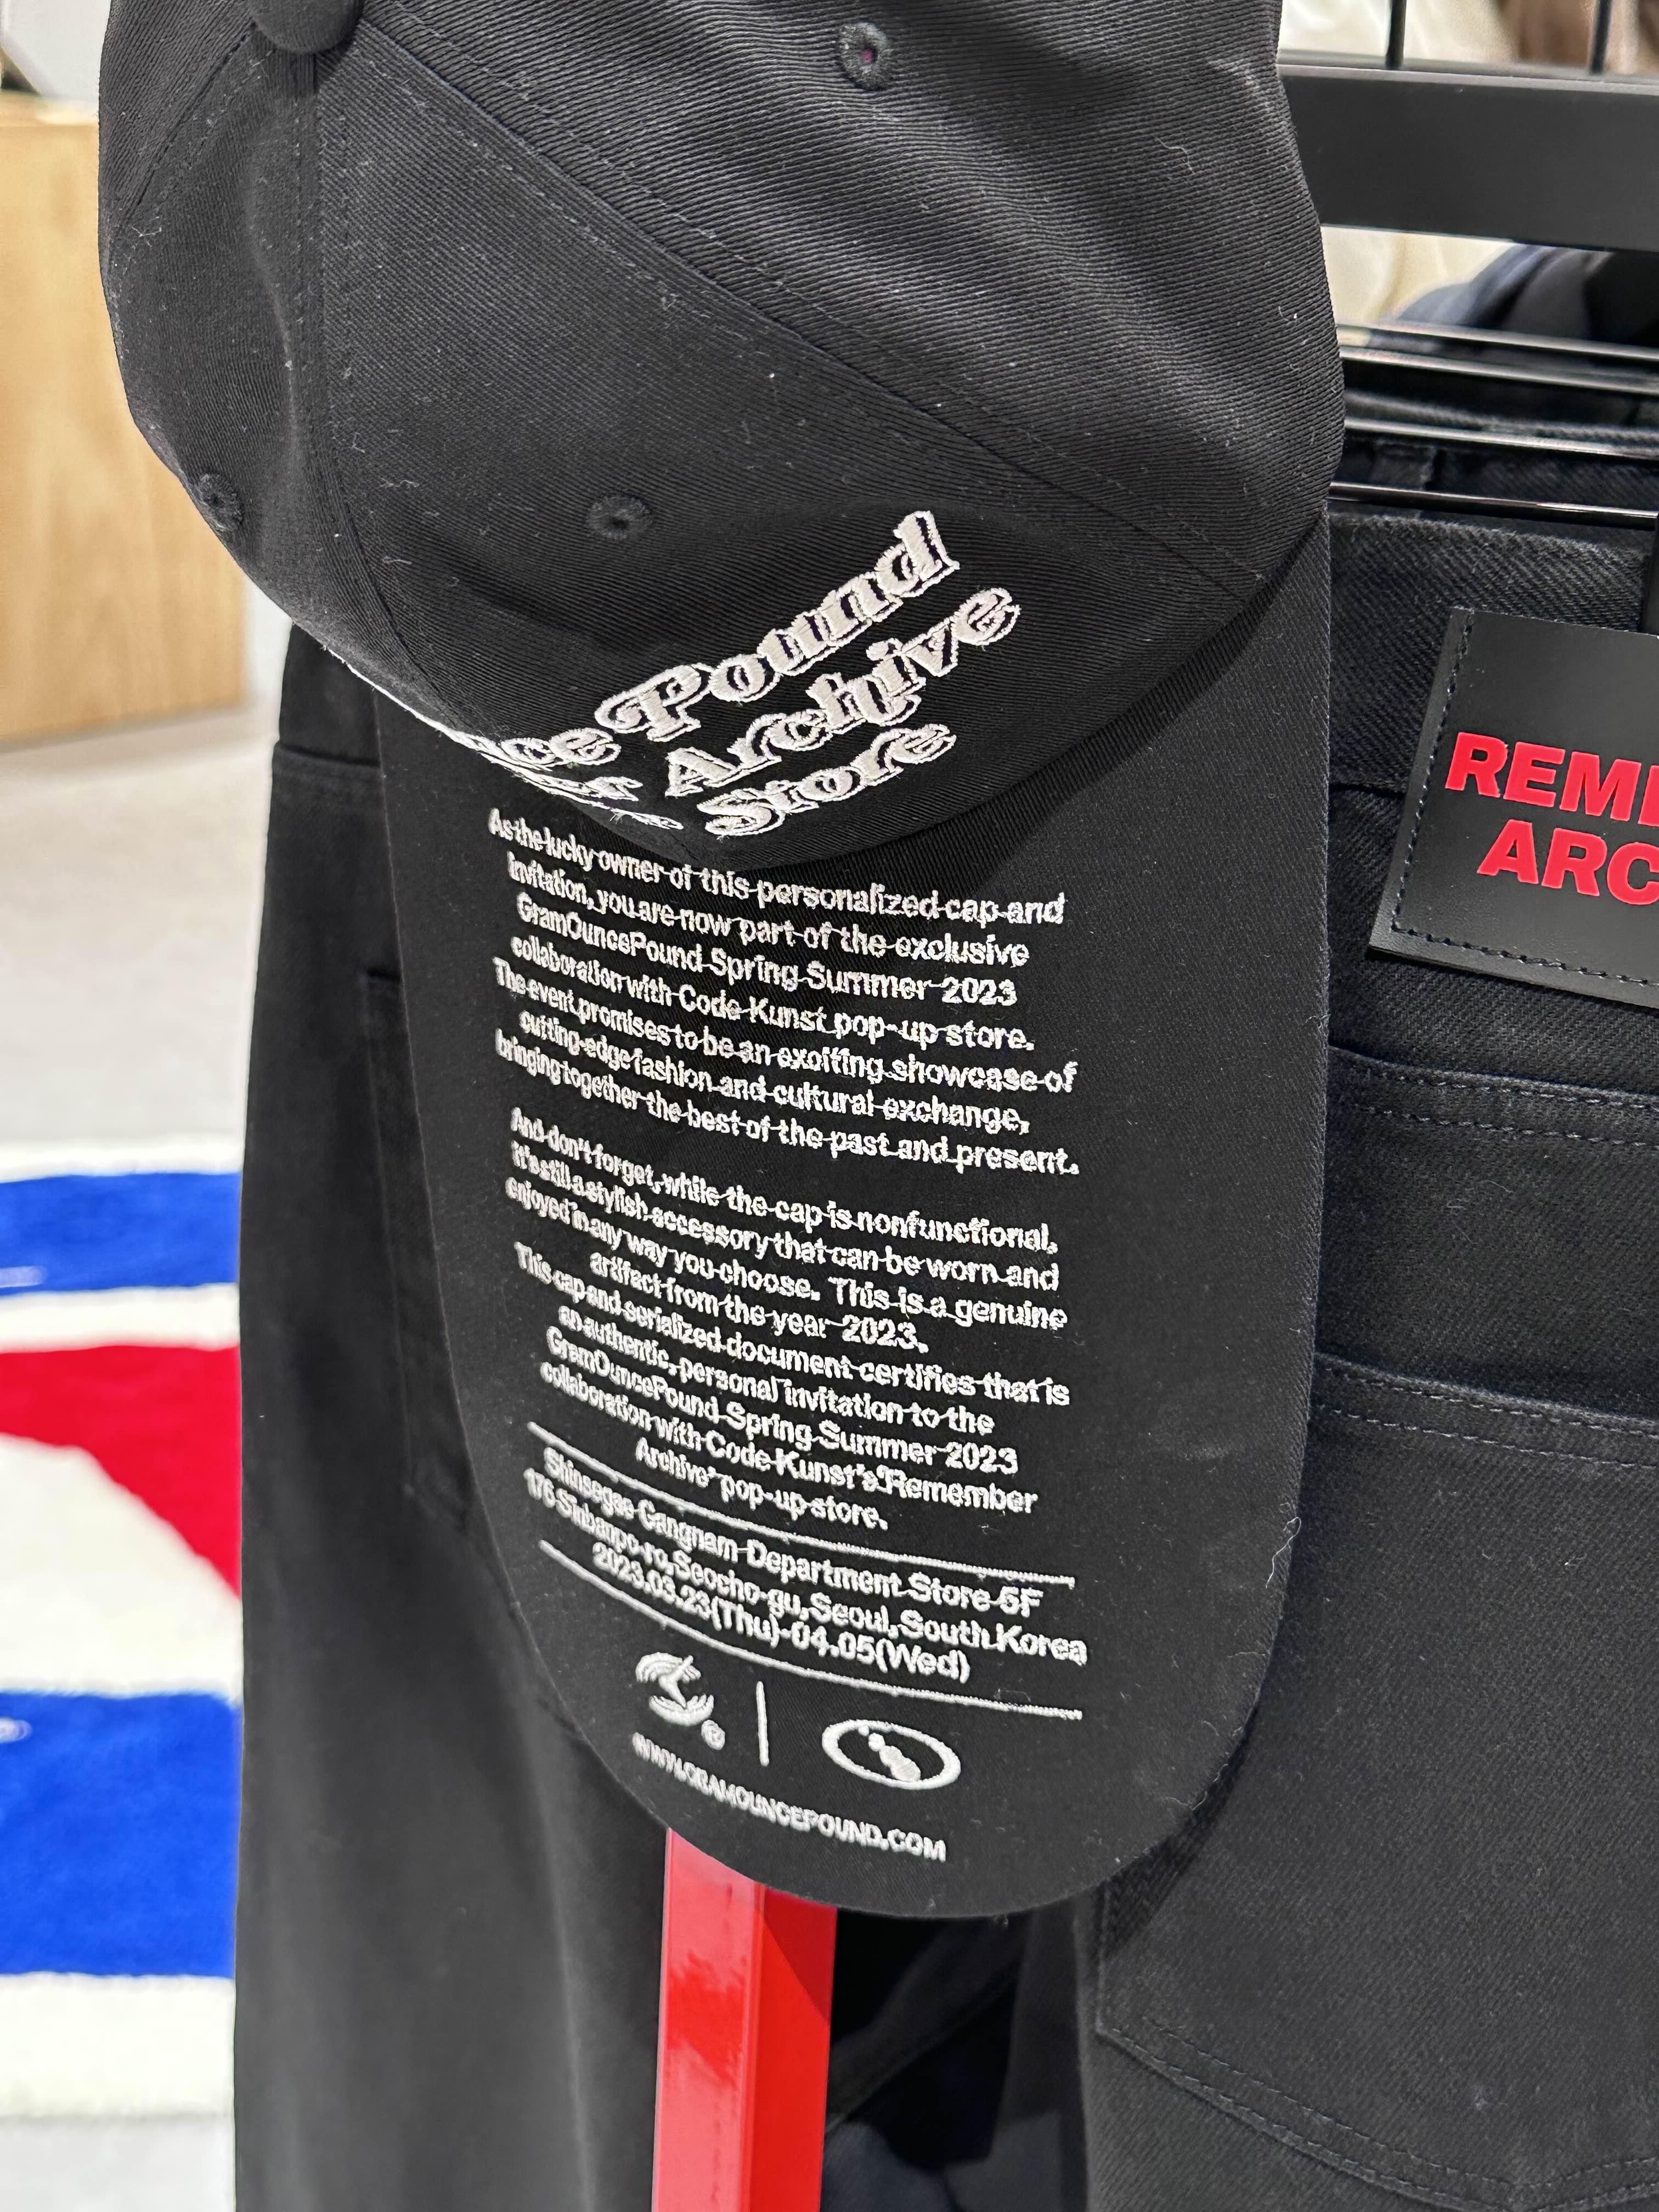 Pound
Archive
Store
As the lucky owner of this personalized cap and
invitation, you are now part of the exclusive
GramOuncePound Spring Summer 2023
collaboration with Code Kunst pop-up store.
The event promises to be an exciting showcase of
cutting-edge fashion and cultural exchange,
bringing together the best of the past and present.
And don't forget, while the cap is nonfunctional,
it's still a stylish accessory that can be worn and
enjoyed in any way you choose. This is a genuine
artifact from the year 2023.
This cap and serialized document certifies that is
an authentic, personal invitation to the
GramOuncePound Spring Summer 2023
collaboration with Code Kunst's 'Remember
Archive' pop-up store.
Shinsegae Gangnam Department Store 5F
176 Sinbanpo-ro, Seocho-gu, Seoul, South Korea
2023.03.23(Thu)-04.05(Wed)
®
WWW.GRAMOUNCEPOUND.COM
REM
ARC